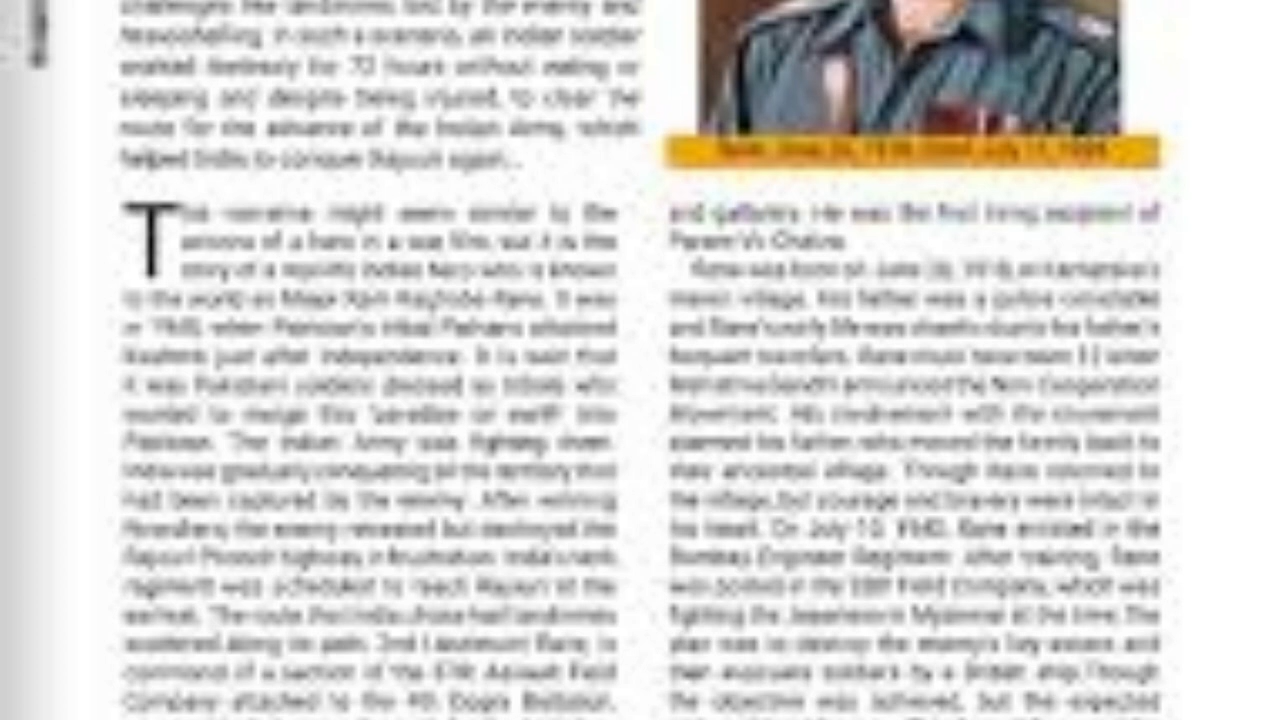 challenges like landmines laid by the enemy and
heavy shelling. In such a scenario, an Indian soldier
worked tirelessly for 72 hours without eating or
sleeping and despite being injured, to clear the
route for the advance of the Indian Army, which
helped India to conquer Rajouri again...
Born: June 26, 1918, Died: July 11, 1994
This narrative might seem similar to the
actions of a hero in a war film, but it is the
story of a real-life Indian hero who is known
to the world as Major Ram Raghoba Rane. It was
in 1948, when Pakistan's tribal Pathans attacked
Kashmir just after independence. It is said that
it was Pakistani soldiers dressed as tribals who
wanted to merge this 'paradise on earth' into
Pakistan. The Indian Army was fighting them.
India was gradually conquering all the territory that
had been captured by the enemy. After winning
the enemy retreated but destroyed the
Rajouri-Poonch highway in frustration. India's tank
regiment was scheduled to reach Rajouri at the
earliest. The route that India chose had landmines
scattered along its path. 2nd Lieutenant Rane, in
command of a section of the 37th Assault Field
Company attached to the 4th Dogra Battalion,
and gallantry. He was the first living recipient of
Param Vir Chakra.
Rane was born on June 26, 1918, in Karnataka's
village. His father was a police constable
and Rane's early life was chaotic due to his father's
frequent transfers. Rane must have been 12 when
Mahatma Gandhi announced the Non-Cooperation
Movement. His involvement with the movement
alarmed his father, who moved the family back to
their ancestral village. Though Rane returned to
the village, but courage and bravery were intact in
his heart. On July 10, 1940, Rane enlisted in the
Bombay Engineer Regiment. After training, Rane
was posted in the 28th Field Company, which was
fighting the Japanese in Myanmar at the time. The
plan was to destroy the enemy's key assets and
then evacuate soldiers by a British ship. Though
the objective was achieved, but the expected